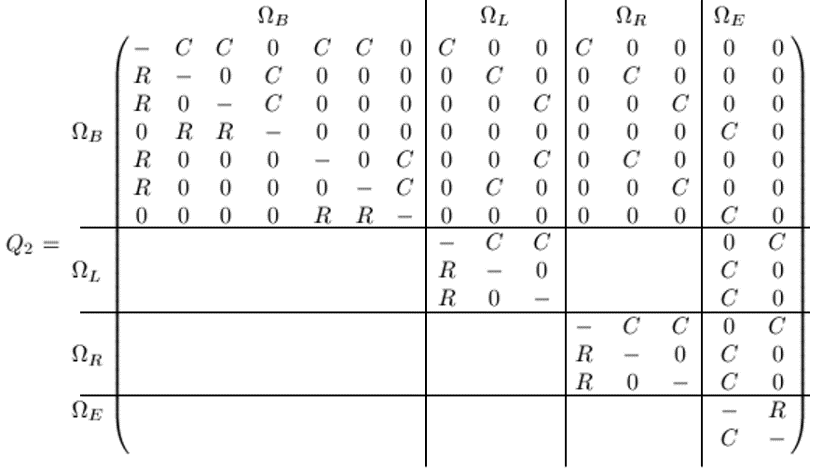 Ω_B Ω_L Ω_R Ω_E
− C C 0 C C 0 C 0 0 C 0 0 0 0
R − 0 C 0 0 0 0 C 0 0 C 0 0 0
R 0 − C 0 0 0 0 0 C 0 0 C 0 0
Ω_B 0 R R − 0 0 0 0 0 0 0 0 0 C 0
R 0 0 0 − 0 C 0 0 C 0 C 0 0 0
R 0 0 0 0 − C 0 C 0 0 0 C 0 0
0 0 0 0 R R − 0 0 0 0 0 0 C 0
Q_2 = − C C 0 C
Ω_L R − 0 C 0
R 0 − C 0
− C C 0 C
Ω_R R − 0 C 0
R 0 − C 0
Ω_E − R
C −